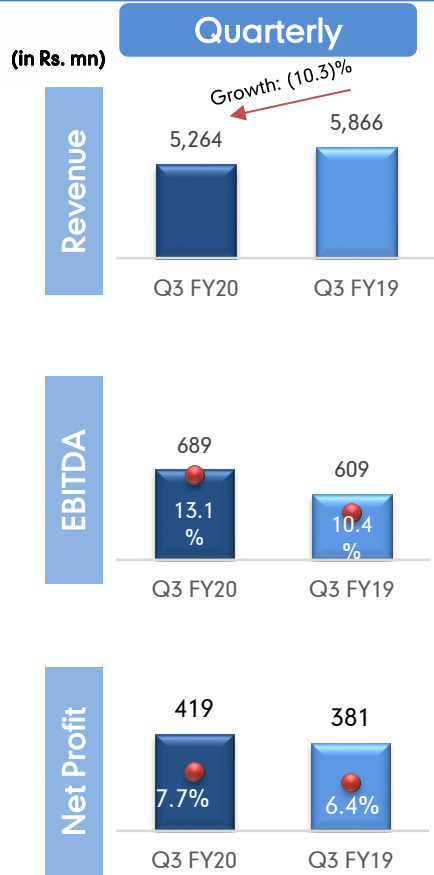 Quarterly
(in Rs. mn)
Growth: (10.3)%
Revenue
5,264
5,866
Q3 FY20
Q3 FY19
EBITDA
689
609
13.1
%
10.4
%
Q3 FY20
Q3 FY19
Net Profit
419
381
7.7%
6.4%
Q3 FY20
Q3 FY19